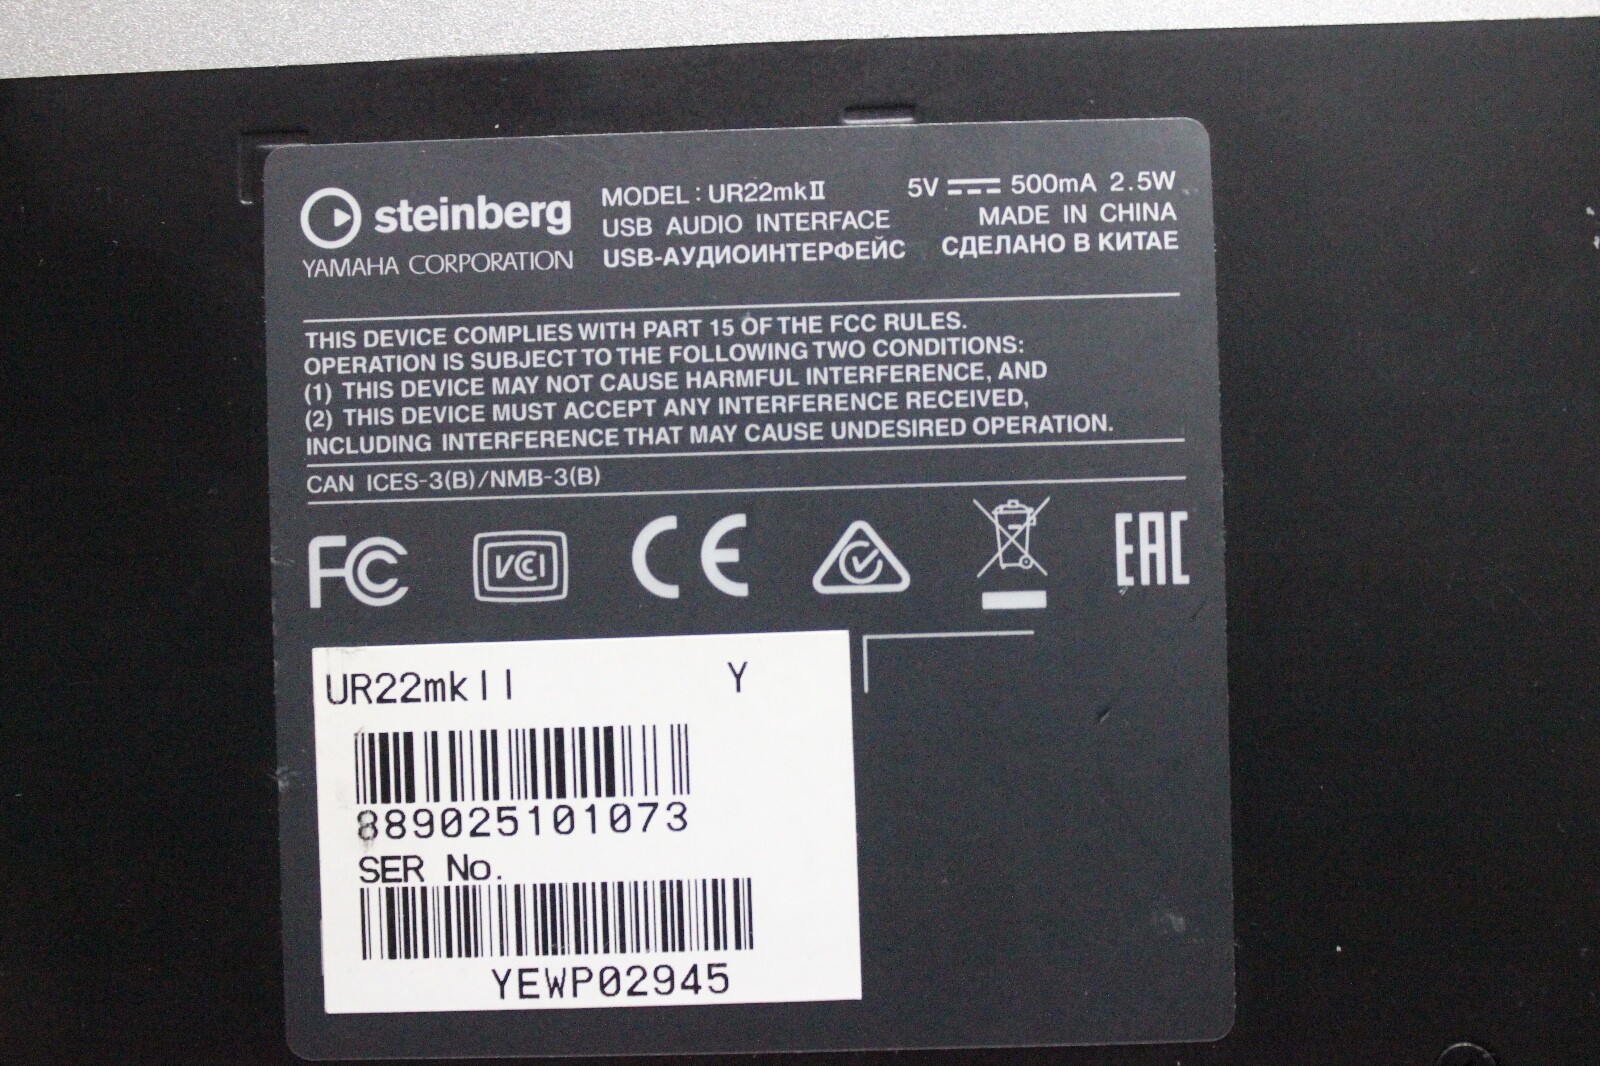 steinberg
YAMAHA CORPORATION
MODEL : UR22mkII
USB AUDIO INTERFACE
USB-АУДИОИНТЕРФЕЙС
5V 500mA 2.5W
MADE IN CHINA
СДЕЛАНО В КИТАЕ
THIS DEVICE COMPLIES WITH PART 15 OF THE FCC RULES.
OPERATION IS SUBJECT TO THE FOLLOWING TWO CONDITIONS:
(1) THIS DEVICE MAY NOT CAUSE HARMFUL INTERFERENCE, AND
(2) THIS DEVICE MUST ACCEPT ANY INTERFERENCE RECEIVED,
INCLUDING INTERFERENCE THAT MAY CAUSE UNDESIRED OPERATION.
CAN ICES-3(B)/NMB-3(B)
FC VCCI CE EAC
UR22mkII Y
889025101073
SER No.
YEWP02945